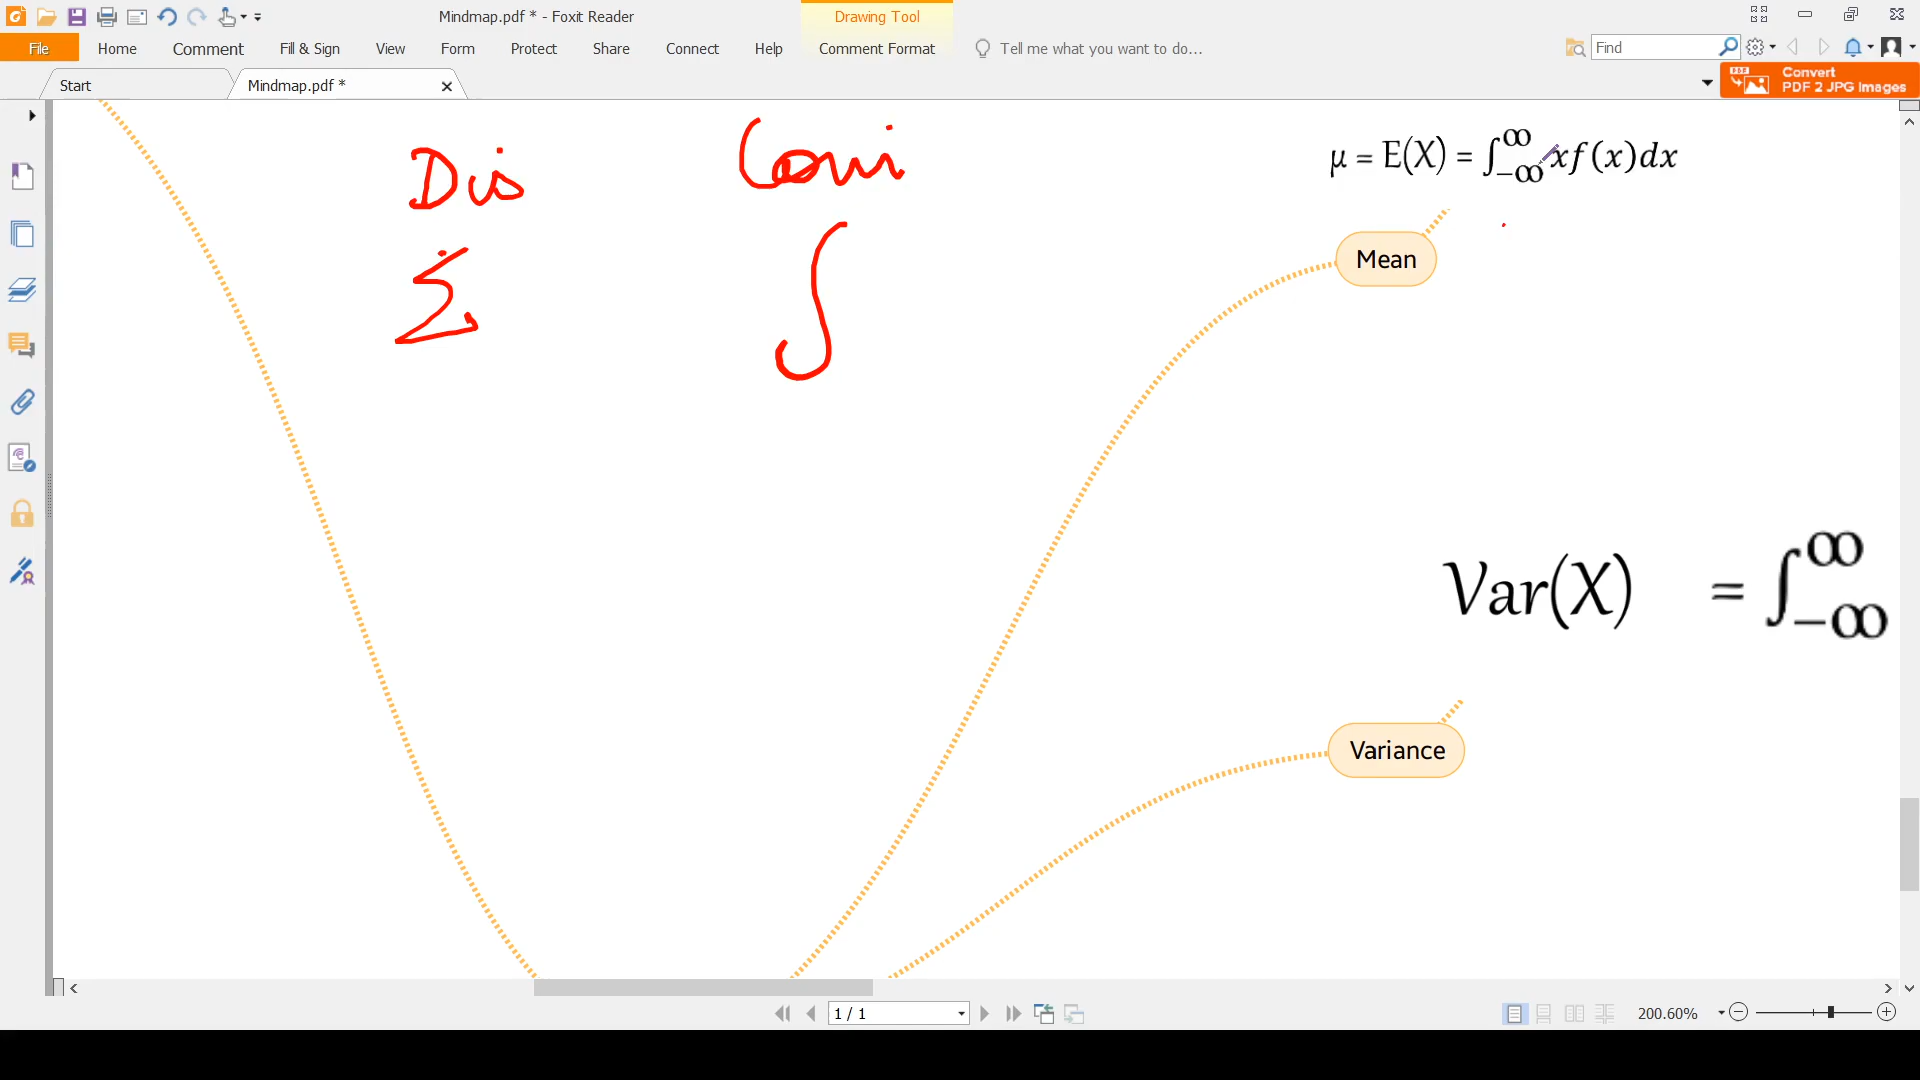 Mindmap.pdf * - Foxit Reader
Drawing Tool
File Home Comment Fill & Sign View Form Protect Share Connect Help Comment Format Tell me what you want to do... Find
Start Mindmap.pdf *
Convert
PDF 2 JPG Images
Dis
μ = E(X) = ∫_{-∞}^{∞} xf(x)dx
Σ ∫
Mean
Var(X) = ∫_{-∞}^{∞}
Variance
1 / 1 200.60%